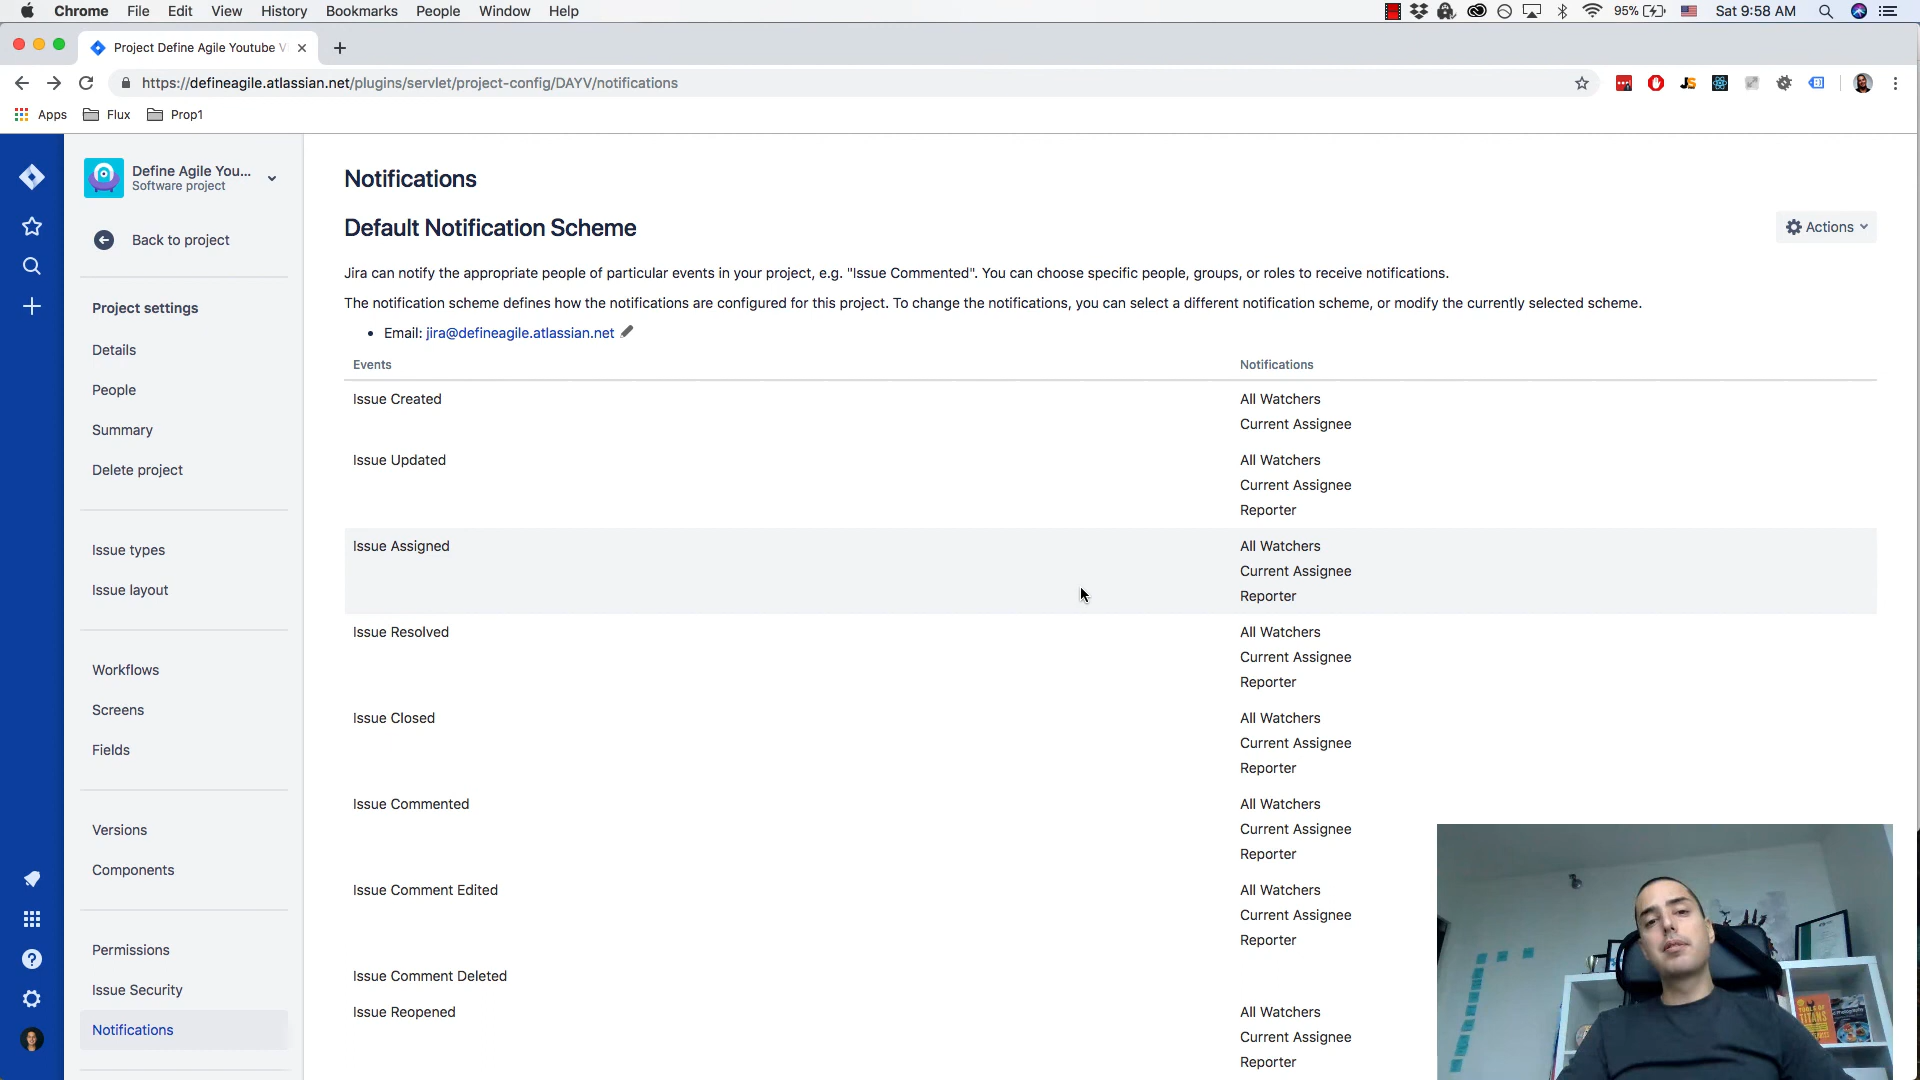 Chrome File Edit View History Bookmarks People Window Help
95% Sat 9:58 AM
Project Define Agile Youtube V
https://defineagile.atlassian.net/plugins/servlet/project-config/DAYV/notifications
Apps Flux Prop1
Define Agile You...
Software project
Back to project
Project settings
Details
People
Summary
Delete project
Issue types
Issue layout
Workflows
Screens
Fields
Versions
Components
Permissions
Issue Security
Notifications
Notifications
Default Notification Scheme
Actions
Jira can notify the appropriate people of particular events in your project, e.g. "Issue Commented". You can choose specific people, groups, or roles to receive notifications.
The notification scheme defines how the notifications are configured for this project. To change the notifications, you can select a different notification scheme, or modify the currently selected scheme.
• Email: jira@defineagile.atlassian.net
Events Notifications
Issue Created All Watchers
Current Assignee
Issue Updated All Watchers
Current Assignee
Reporter
Issue Assigned All Watchers
Current Assignee
Reporter
Issue Resolved All Watchers
Current Assignee
Reporter
Issue Closed All Watchers
Current Assignee
Reporter
Issue Commented All Watchers
Current Assignee
Reporter
Issue Comment Edited All Watchers
Current Assignee
Reporter
Issue Comment Deleted
Issue Reopened All Watchers
Current Assignee
Reporter
TOOLS OF
TITANS